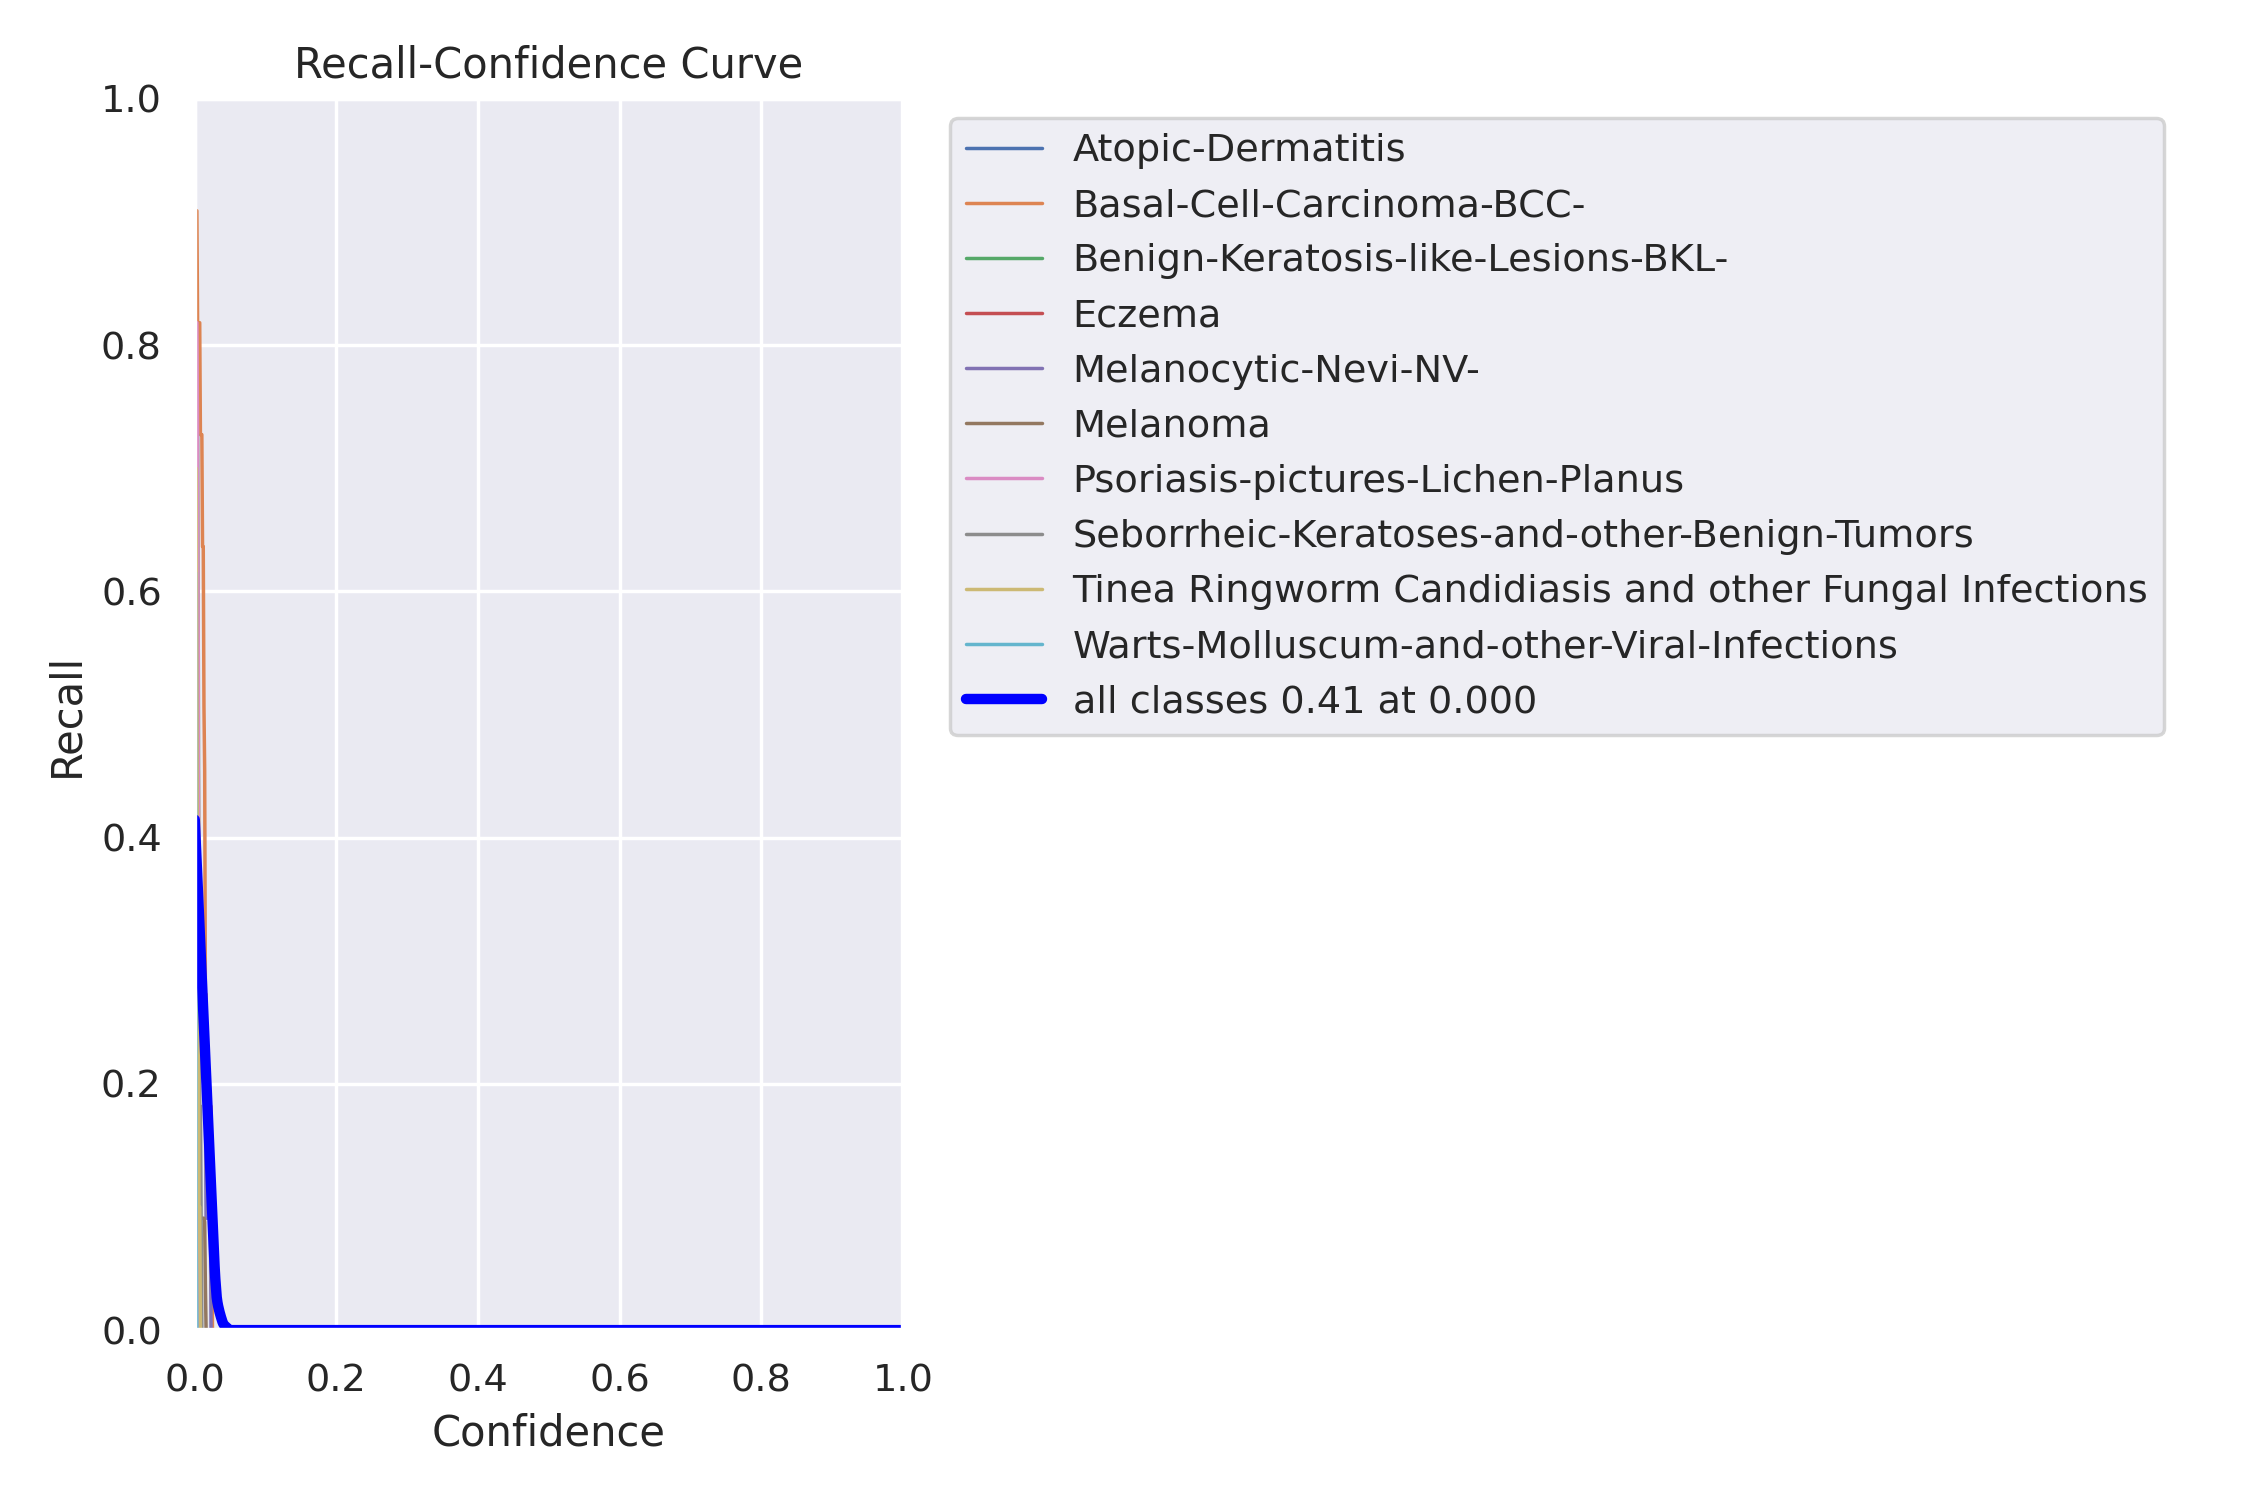 Recall-Confidence Curve
1.0
0.8
0.6
0.4
0.2
0.0
Recall
0.0 0.2 0.4 0.6 0.8 1.0
Confidence
Atopic-Dermatitis
Basal-Cell-Carcinoma-BCC-
Benign-Keratosis-like-Lesions-BKL-
Eczema
Melanocytic-Nevi-NV-
Melanoma
Psoriasis-pictures-Lichen-Planus
Seborrheic-Keratoses-and-other-Benign-Tumors
Tinea Ringworm Candidiasis and other Fungal Infections
Warts-Molluscum-and-other-Viral-Infections
all classes 0.41 at 0.000